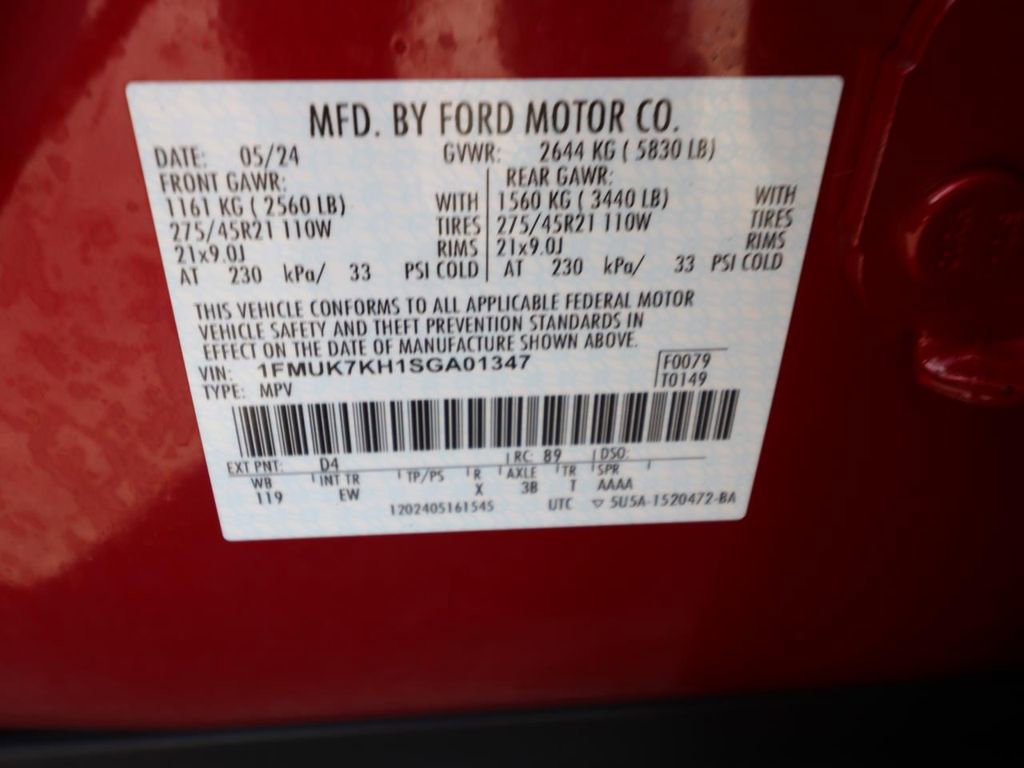 MFD. BY FORD MOTOR CO.
DATE: 05/24 GVWR: 2644 KG ( 5830 LB)
FRONT GAWR: REAR GAWR:
1161 KG ( 2560 LB) WITH 1560 KG ( 3440 LB) WITH
275/45R21 110W TIRES 275/45R21 110W TIRES
21x9.0J RIMS 21x9.0J RIMS
AT 230 kPa/ 33 PSI COLD AT 230 kPa/ 33 PSI COLD
THIS VEHICLE CONFORMS TO ALL APPLICABLE FEDERAL MOTOR
VEHICLE SAFETY AND THEFT PREVENTION STANDARDS IN
EFFECT ON THE DATE OF MANUFACTURE SHOWN ABOVE.
VIN: 1FMUK7KH1SGA01347 F0079
TYPE: MPV T0149
EXT PNT: D4 RC: 89 DSO:
WB INT TR TP/PS R AXLE TR SPR
119 EW X 3B T AAAA
1202405161545 UTC ▽ 5U5A-1520472-BA